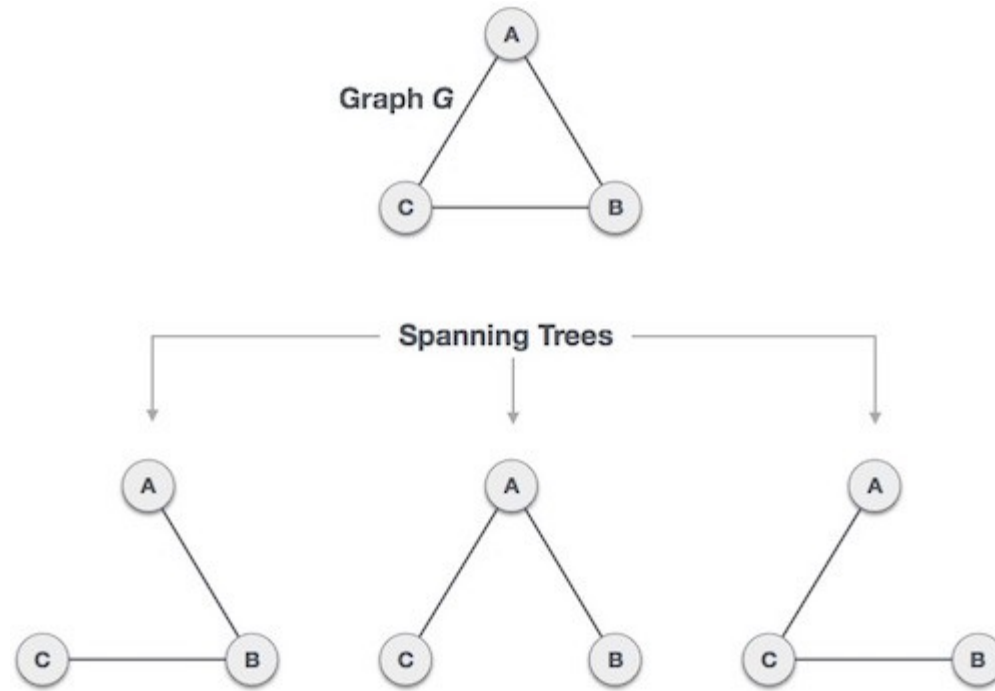 A
Graph G
C B
Spanning Trees
A A A
C B C B C B